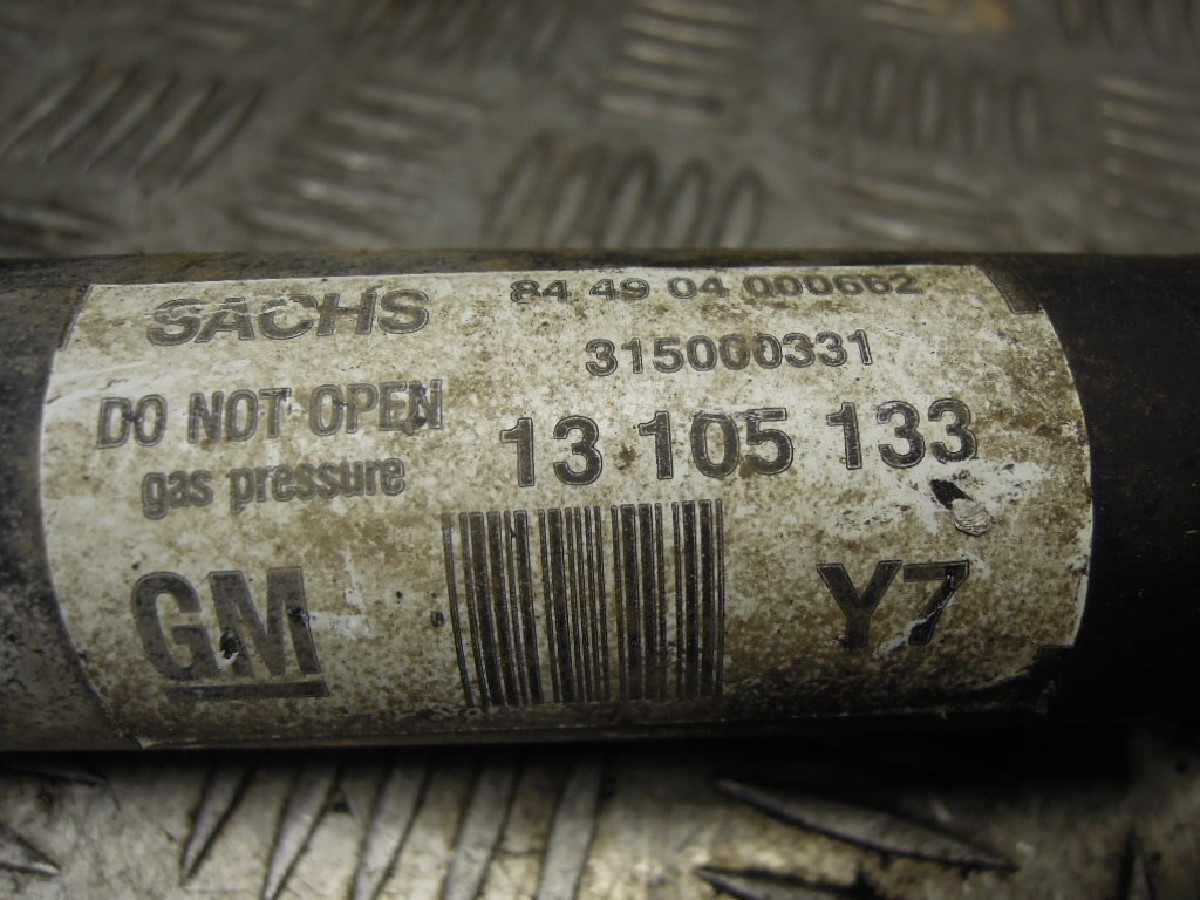 SACHS
84 49 04 000662
315000331
DO NOT OPEN
gas pressure
13 105 133
GM
Y7